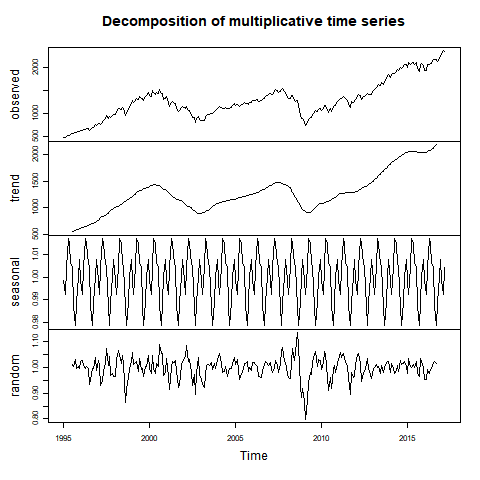 Decomposition of multiplicative time series
observed
500 1000 2000
trend
500 1000 1500 2000
seasonal
0.98 0.99 1.00 1.01
random
0.80 0.90 1.00 1.10
1995 2000 2005 2010 2015
Time